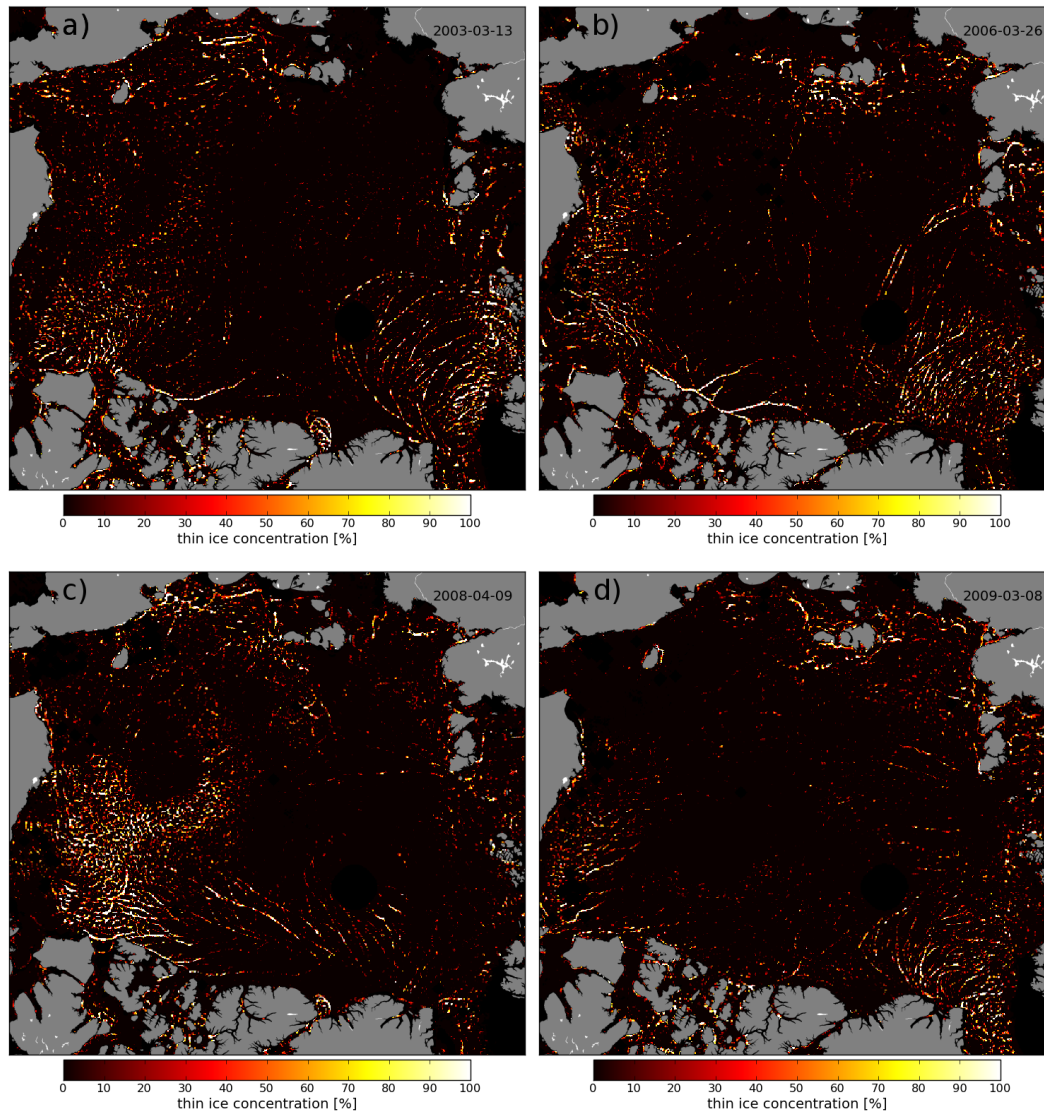 a)
2003-03-13
b)
2006-03-26
0 10 20 30 40 50 60 70 80 90 100
thin ice concentration [%]
0 10 20 30 40 50 60 70 80 90 100
thin ice concentration [%]
c)
2008-04-09
d)
2009-03-08
0 10 20 30 40 50 60 70 80 90 100
thin ice concentration [%]
0 10 20 30 40 50 60 70 80 90 100
thin ice concentration [%]